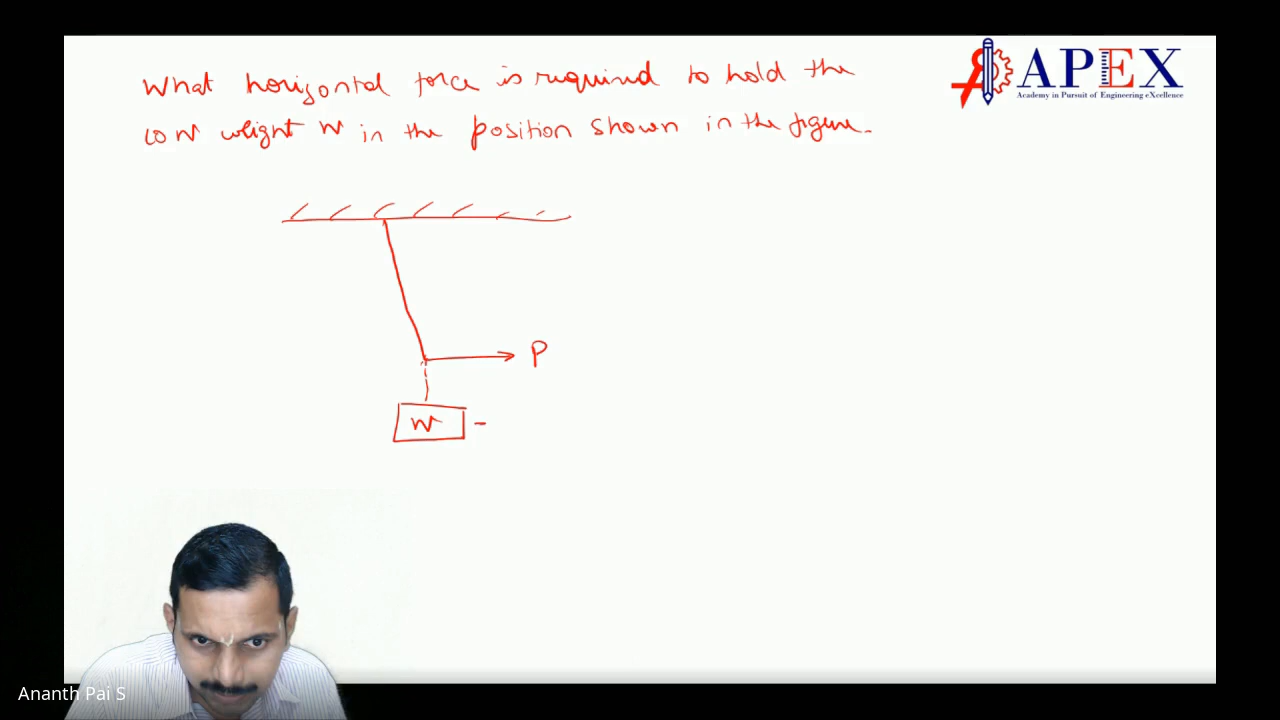 APEX
Academy in Pursuit of Engineering eXcellence
What horizontal force is required to hold the
10 N weight W in the position shown in the figure.
P
W
Ananth Pai S